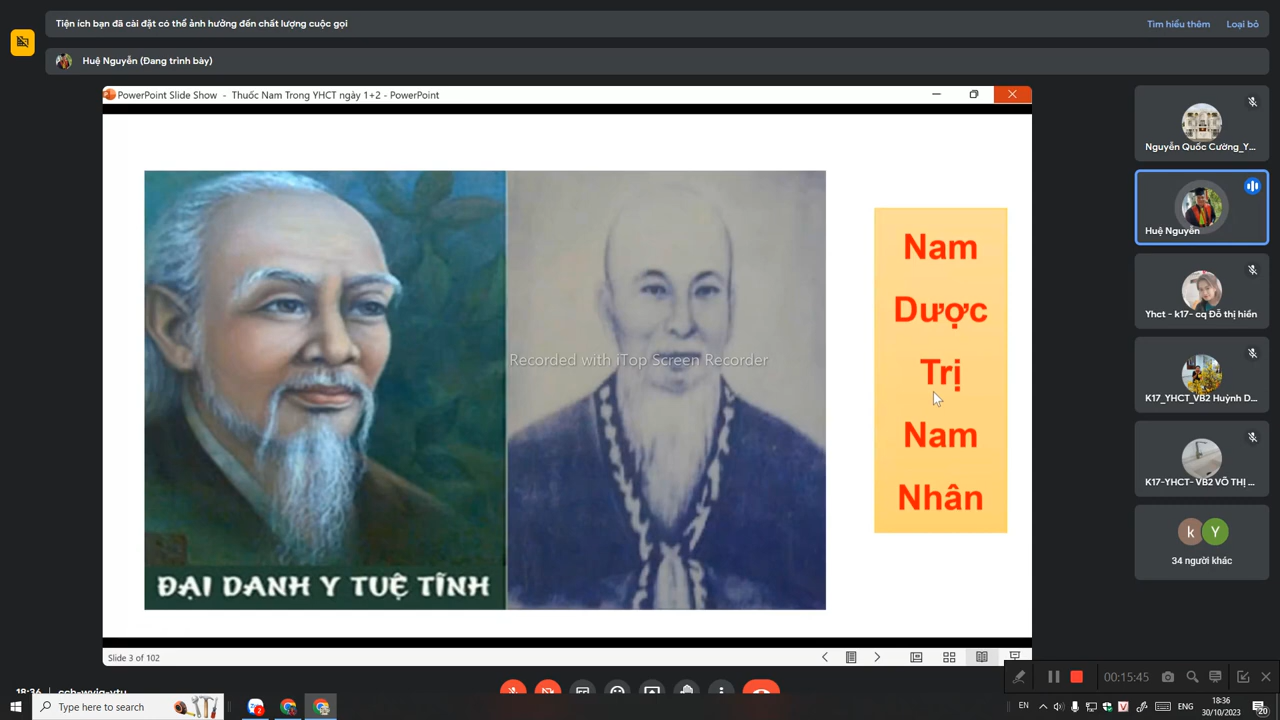 Tiện ích bạn đã cài đặt có thể ảnh hưởng đến chất lượng cuộc gọi
Tìm hiểu thêm
Loại bỏ
Huệ Nguyễn (Đang trình bày)
PowerPoint Slide Show - Thuốc Nam Trong YHCT ngày 1+2 - PowerPoint
Nguyễn Quốc Cường_Y...
Huệ Nguyễn
Yhct - k17- cq Đỗ thị hiền
K17_YHCT_VB2 Huỳnh D...
K17-YHCT- VB2 VÕ THỊ ...
k Y
34 người khác
Nam
Dược
Trị
Nam
Nhân
Recorded with iTop Screen Recorder
ĐẠI DANH Y TUỆ TĨNH
Slide 3 of 102
00:15:45
Type here to search
EN
ENG
18:36
30/10/2023
20